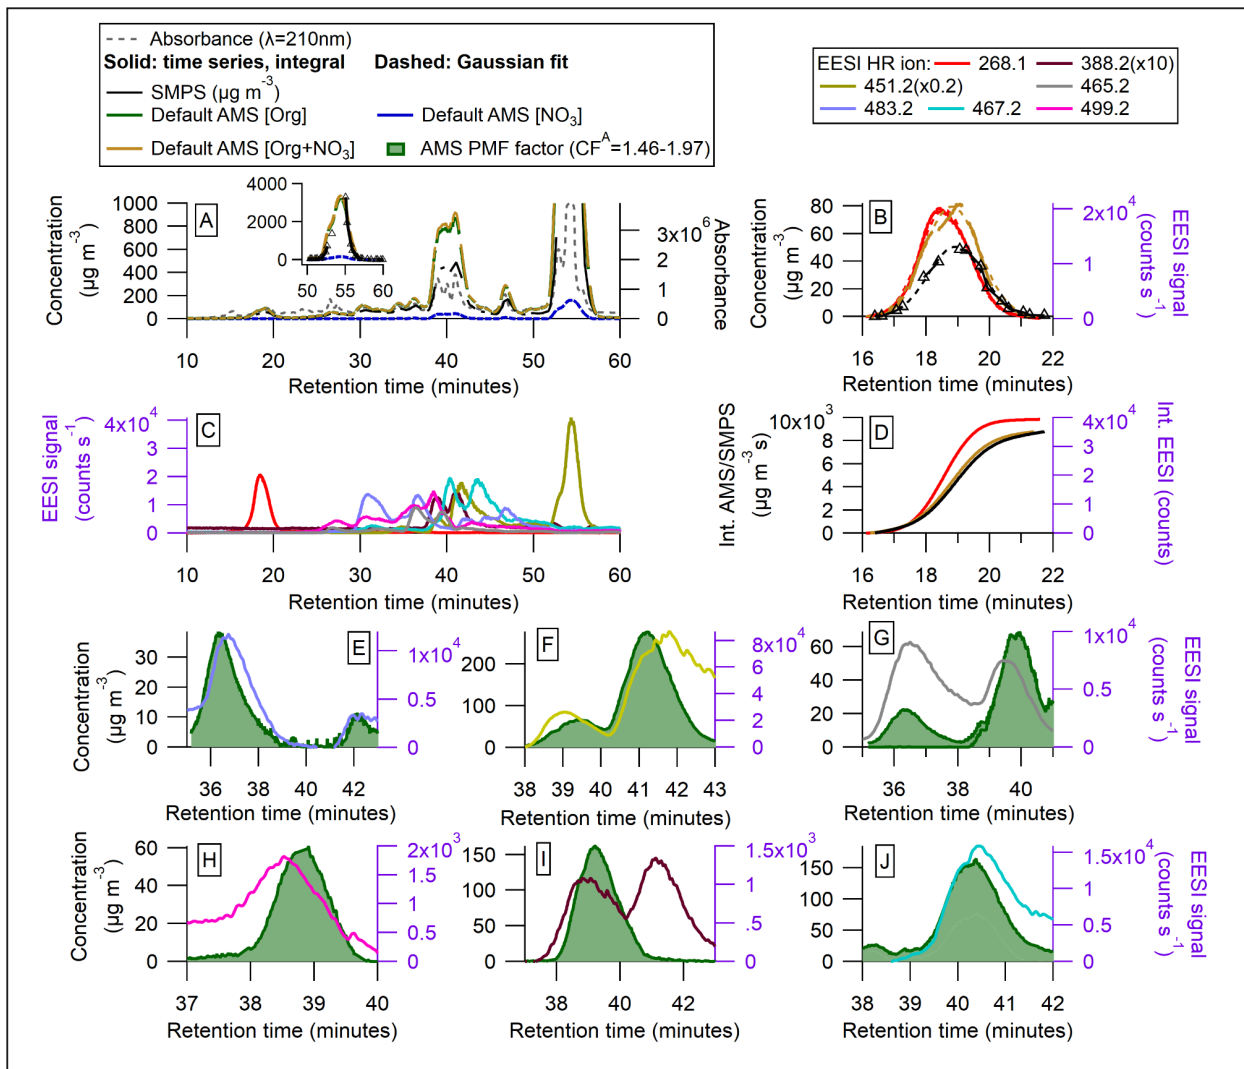 Absorbance (λ=210nm)
Solid: time series, integral Dashed: Gaussian fit
SMPS (µg m⁻³)
Default AMS [Org] Default AMS [NO₃]
Default AMS [Org+NO₃] AMS PMF factor (CFᴬ=1.46-1.97)
EESI HR ion: 268.1 388.2(x10)
451.2(x0.2) 465.2
483.2 467.2 499.2
A
Concentration
(µg m⁻³)
1000
800
600
400
200
0
4000
2000
0
50 55 60
3x10⁶
2
1
0
Absorbance
10 20 30 40 50 60
Retention time (minutes)
B
Concentration
(µg m⁻³)
80
60
40
20
0
2x10⁴
1
0
EESI signal
(counts s⁻¹)
16 18 20 22
Retention time (minutes)
C
EESI signal
(counts s⁻¹)
4x10⁴
2
1
0
10 20 30 40 50 60
Retention time (minutes)
D
Int. AMS/SMPS
(µg m⁻³ s)
10x10³
8
6
4
2
0
4x10⁴
3
2
1
0
Int. EESI (counts)
16 18 20 22
Retention time (minutes)
E
Concentration
(µg m⁻³)
30
20
10
0
1x10⁴
0.5
0
36 38 40 42
Retention time (minutes)
F
200
100
0
8x10⁴
6
4
2
0
38 39 40 41 42 43
Retention time (minutes)
G
60
40
20
0
1x10⁴
0.5
0
EESI signal
(counts s⁻¹)
36 38 40
Retention time (minutes)
H
Concentration
(µg m⁻³)
60
40
20
0
2x10³
1.5
1
0.5
0
37 38 39 40
Retention time (minutes)
I
150
100
50
0
1.5x10³
1
.5
0
38 40 42
Retention time (minutes)
J
150
100
50
0
1.5x10⁴
1
0.5
0
EESI signal
(counts s⁻¹)
38 39 40 41 42
Retention time (minutes)